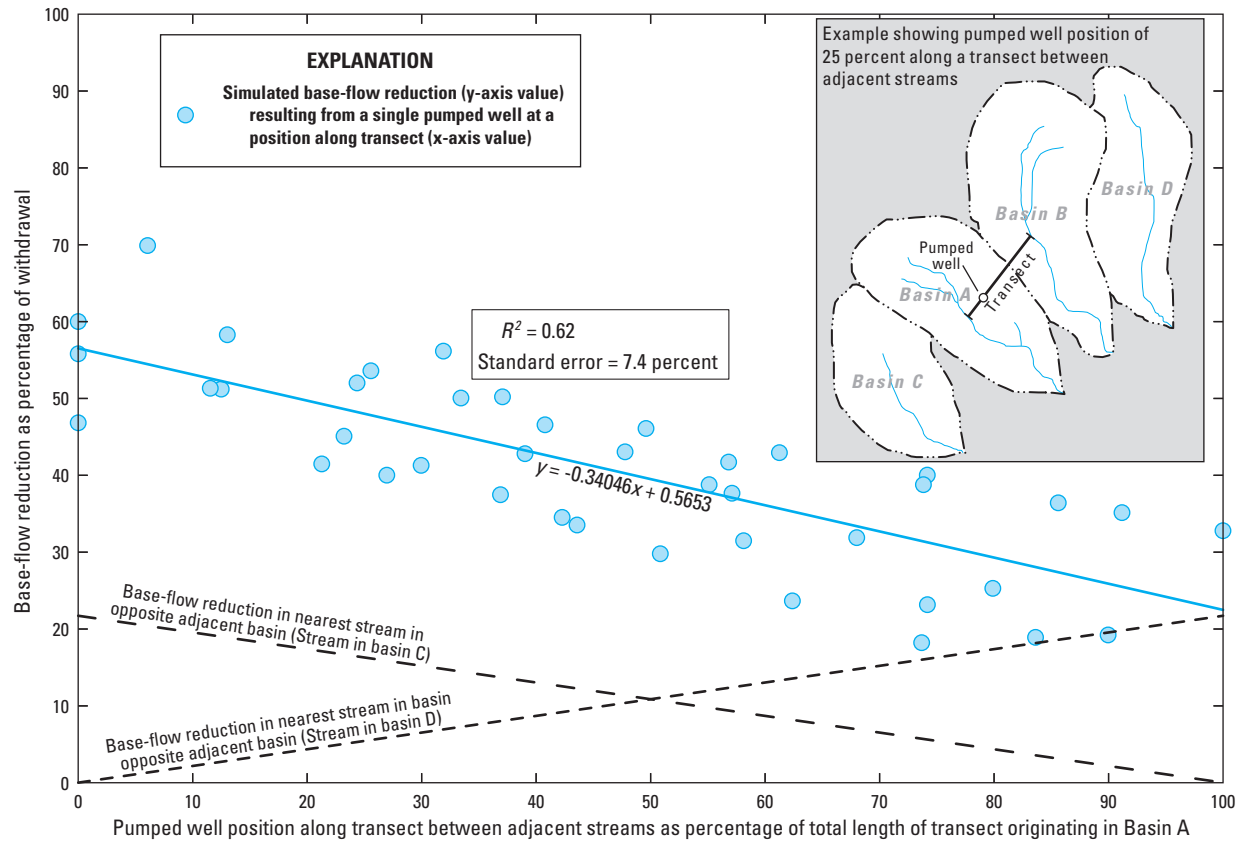 100
90
80
70
60
50
40
30
20
10
0
Base-flow reduction as percentage of withdrawal
EXPLANATION
Simulated base-flow reduction (y-axis value)
resulting from a single pumped well at a
position along transect (x-axis value)
Example showing pumped well position of
25 percent along a transect between
adjacent streams
Basin D
Basin B
Pumped
well
Transect
Basin A
Basin C
R² = 0.62
Standard error = 7.4 percent
y = -0.34046x + 0.5653
Base-flow reduction in nearest stream in
opposite adjacent basin (Stream in basin C)
Base-flow reduction in nearest stream in basin
opposite adjacent basin (Stream in basin D)
0 10 20 30 40 50 60 70 80 90 100
Pumped well position along transect between adjacent streams as percentage of total length of transect originating in Basin A